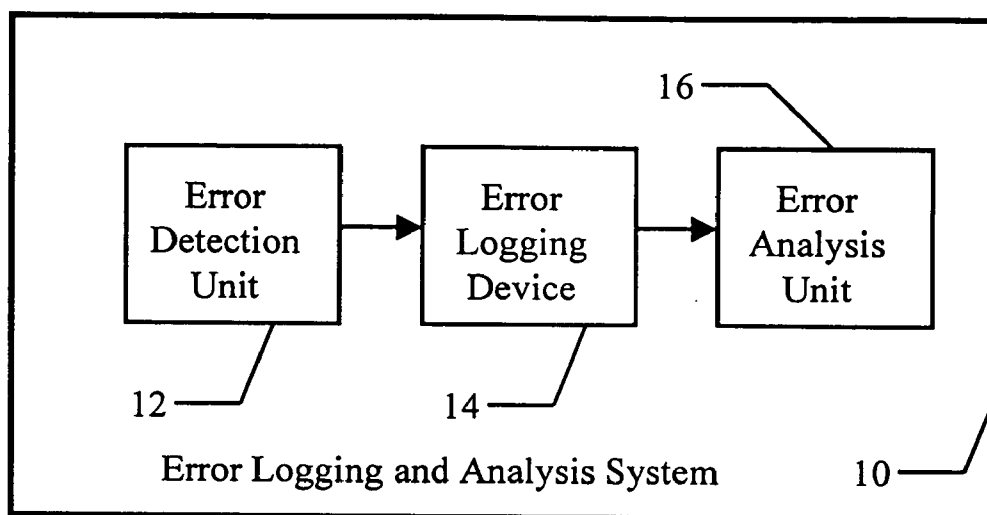 16
Error
Detection
Unit
Error
Logging
Device
Error
Analysis
Unit
12
14
Error Logging and Analysis System
10